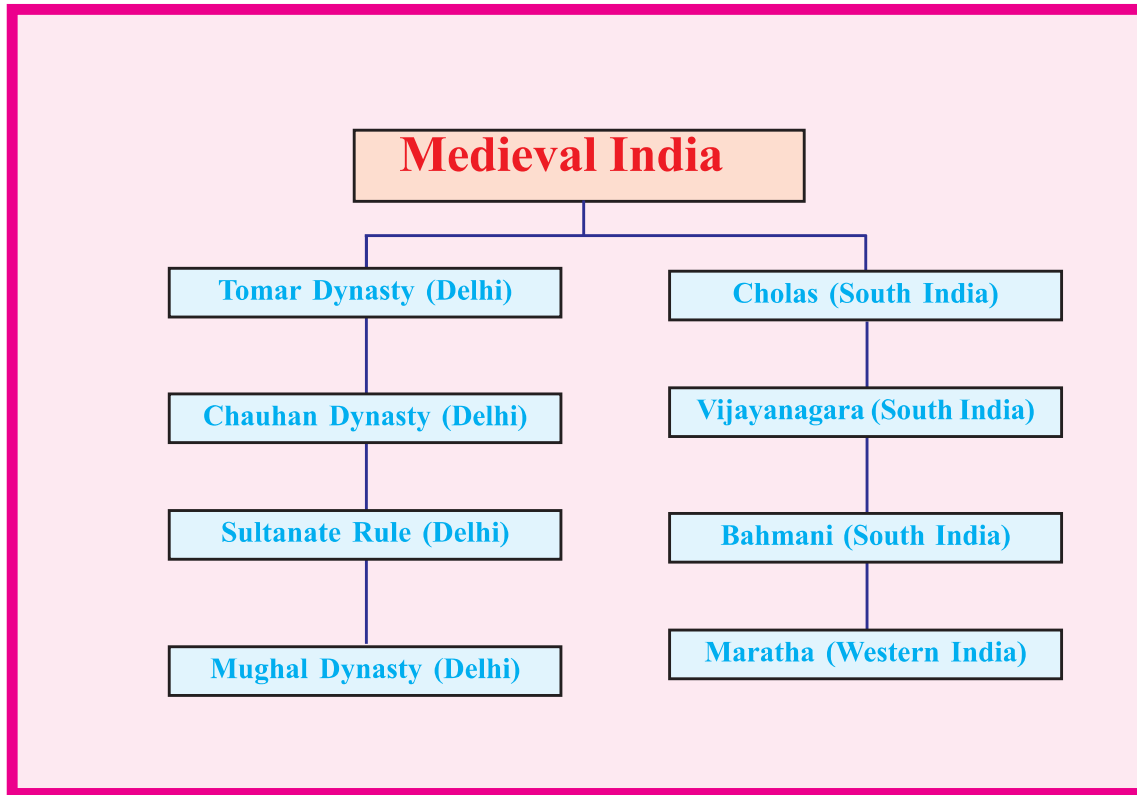 Medieval India
Tomar Dynasty (Delhi)
Chauhan Dynasty (Delhi)
Sultanate Rule (Delhi)
Mughal Dynasty (Delhi)
Cholas (South India)
Vijayanagara (South India)
Bahmani (South India)
Maratha (Western India)